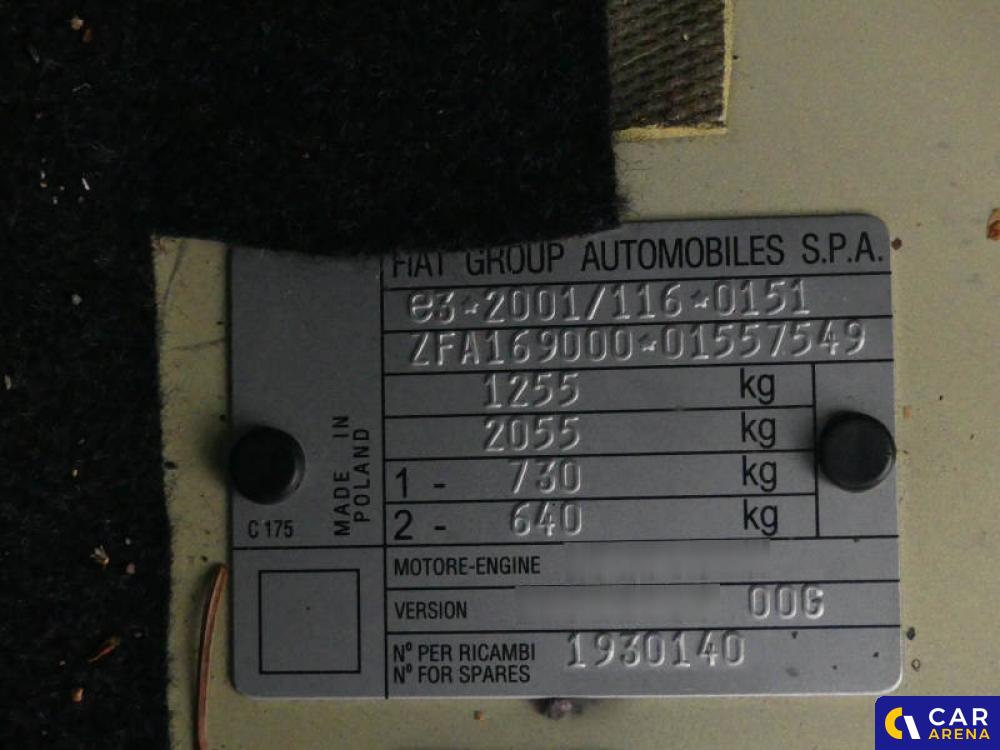 FIAT GROUP AUTOMOBILES S.P.A.
e3*2001/116*0151
ZFA169000*01557549
1255 kg
2055 kg
1 - 730 kg
2 - 640 kg
MADE IN
POLAND
C 175
MOTORE-ENGINE
VERSION 00G
N° PER RICAMBI 1930140
N° FOR SPARES
CAR
ARENA